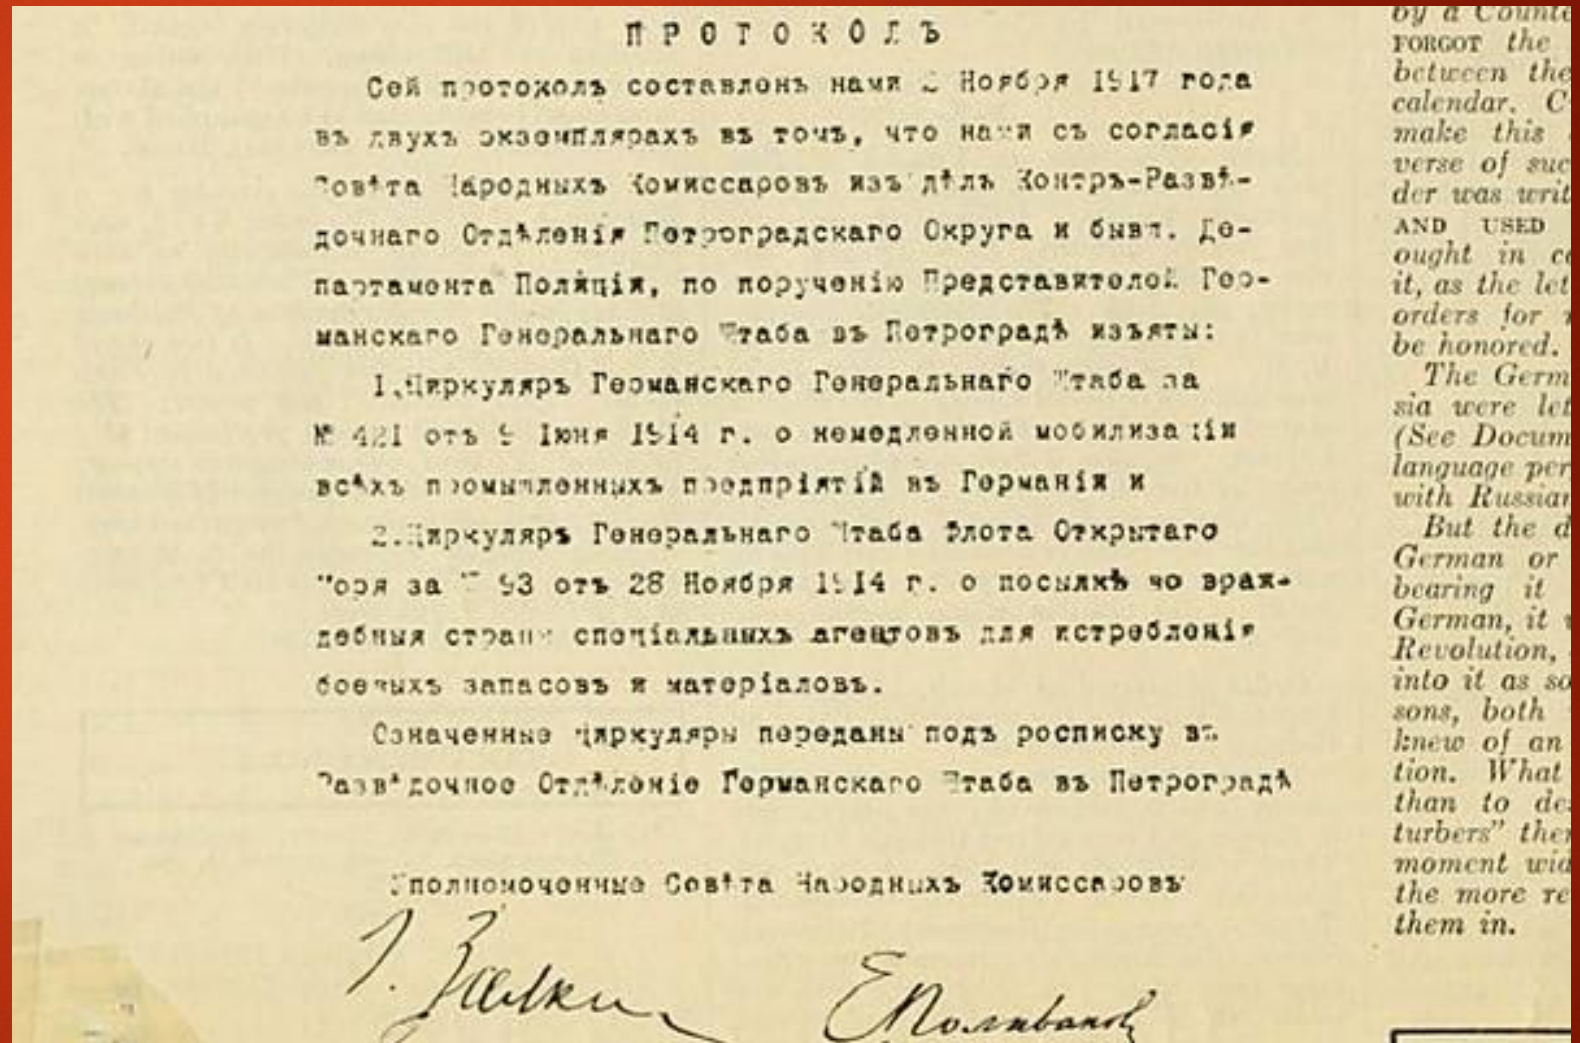 ПРОТОКОЛЪ
Сей протоколъ составленъ нами 2 Ноября 1917 года
въ двухъ экземплярахъ въ томъ, что нами съ согласія
Совѣта Народныхъ Комиссаровъ изъ дѣлъ Контръ-Развѣ-
дочнаго Отдѣленія Петроградскаго Округа и бывш. Де-
партамента Полиціи, по порученію Представителей Гер-
манскаго Генеральнаго Штаба въ Петроградѣ изъяты:
1.Циркуляръ Германскаго Генеральнаго Штаба за
№ 421 отъ 9 Іюня 1914 г. о немедленной мобилизаціи
всѣхъ промышленныхъ предпріятій въ Германіи и
2.Циркуляръ Генеральнаго Штаба Флота Открытаго
Моря за № 93 отъ 28 Ноября 1914 г. о посылкѣ во враж-
дебныя страны спеціальныхъ агентовъ для истребленія
боевыхъ запасовъ и матеріаловъ.
Означенные циркуляры переданы подъ росписку въ
Развѣдочное Отдѣленіе Германскаго Штаба въ Петроградѣ
Уполномоченные Совѣта Народныхъ Комиссаровъ
Е Поливановъ
by a Counte
FORGOT the
between the
calendar. C
make this
verse of suc
der was writ
AND USED
ought in c
it, as the let
orders for
be honored.
The Germ
sia were let
(See Docum
language per
with Russian
But the d
German or
bearing it
German, it
Revolution,
into it as so
sons, both
knew of an
tion. What
than to de
turbers" the
moment wid
the more re
them in.